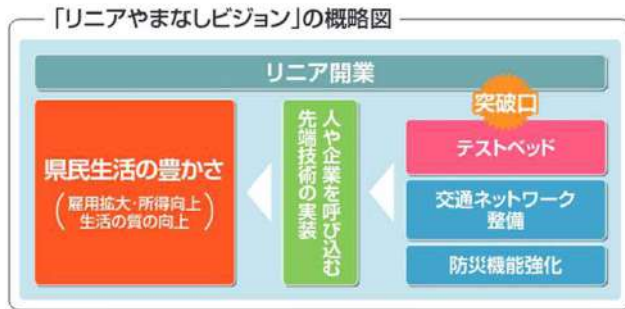 「リニアやまなしビジョン」の概略図
リニア開業
県民生活の豊かさ
(雇用拡大・所得向上
生活の質の向上)
人や企業を呼び込む
先端技術の実装
突破口
テストベッド
交通ネットワーク
整備
防災機能強化